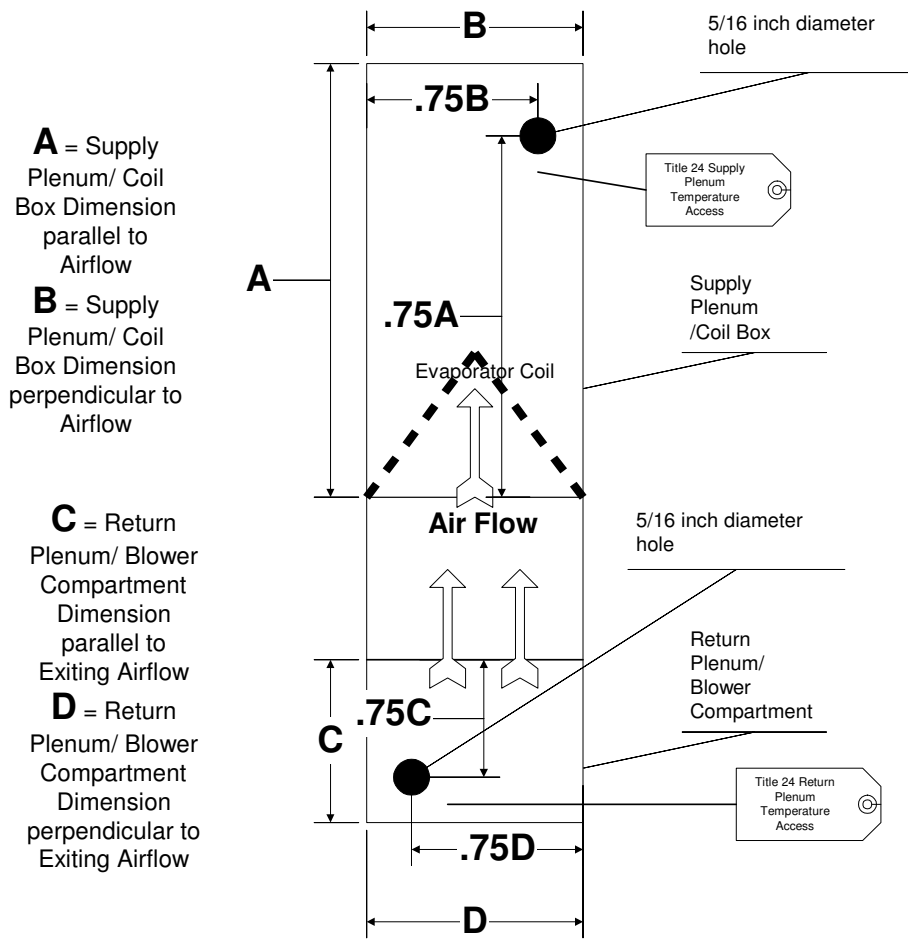 B
5/16 inch diameter
hole
.75B
A = Supply
Plenum/ Coil
Box Dimension
parallel to
Airflow
Title 24 Supply
Plenum
Temperature
Access
A
B = Supply
Plenum/ Coil
Box Dimension
perpendicular to
Airflow
.75A
Supply
Plenum
/Coil Box
Evaporator Coil
C = Return
Plenum/ Blower
Compartment
Dimension
parallel to
Exiting Airflow
Air Flow
5/16 inch diameter
hole
D = Return
Plenum/ Blower
Compartment
Dimension
perpendicular to
Exiting Airflow
.75C
C
Return
Plenum/
Blower
Compartment
Title 24 Return
Plenum
Temperature
Access
.75D
D